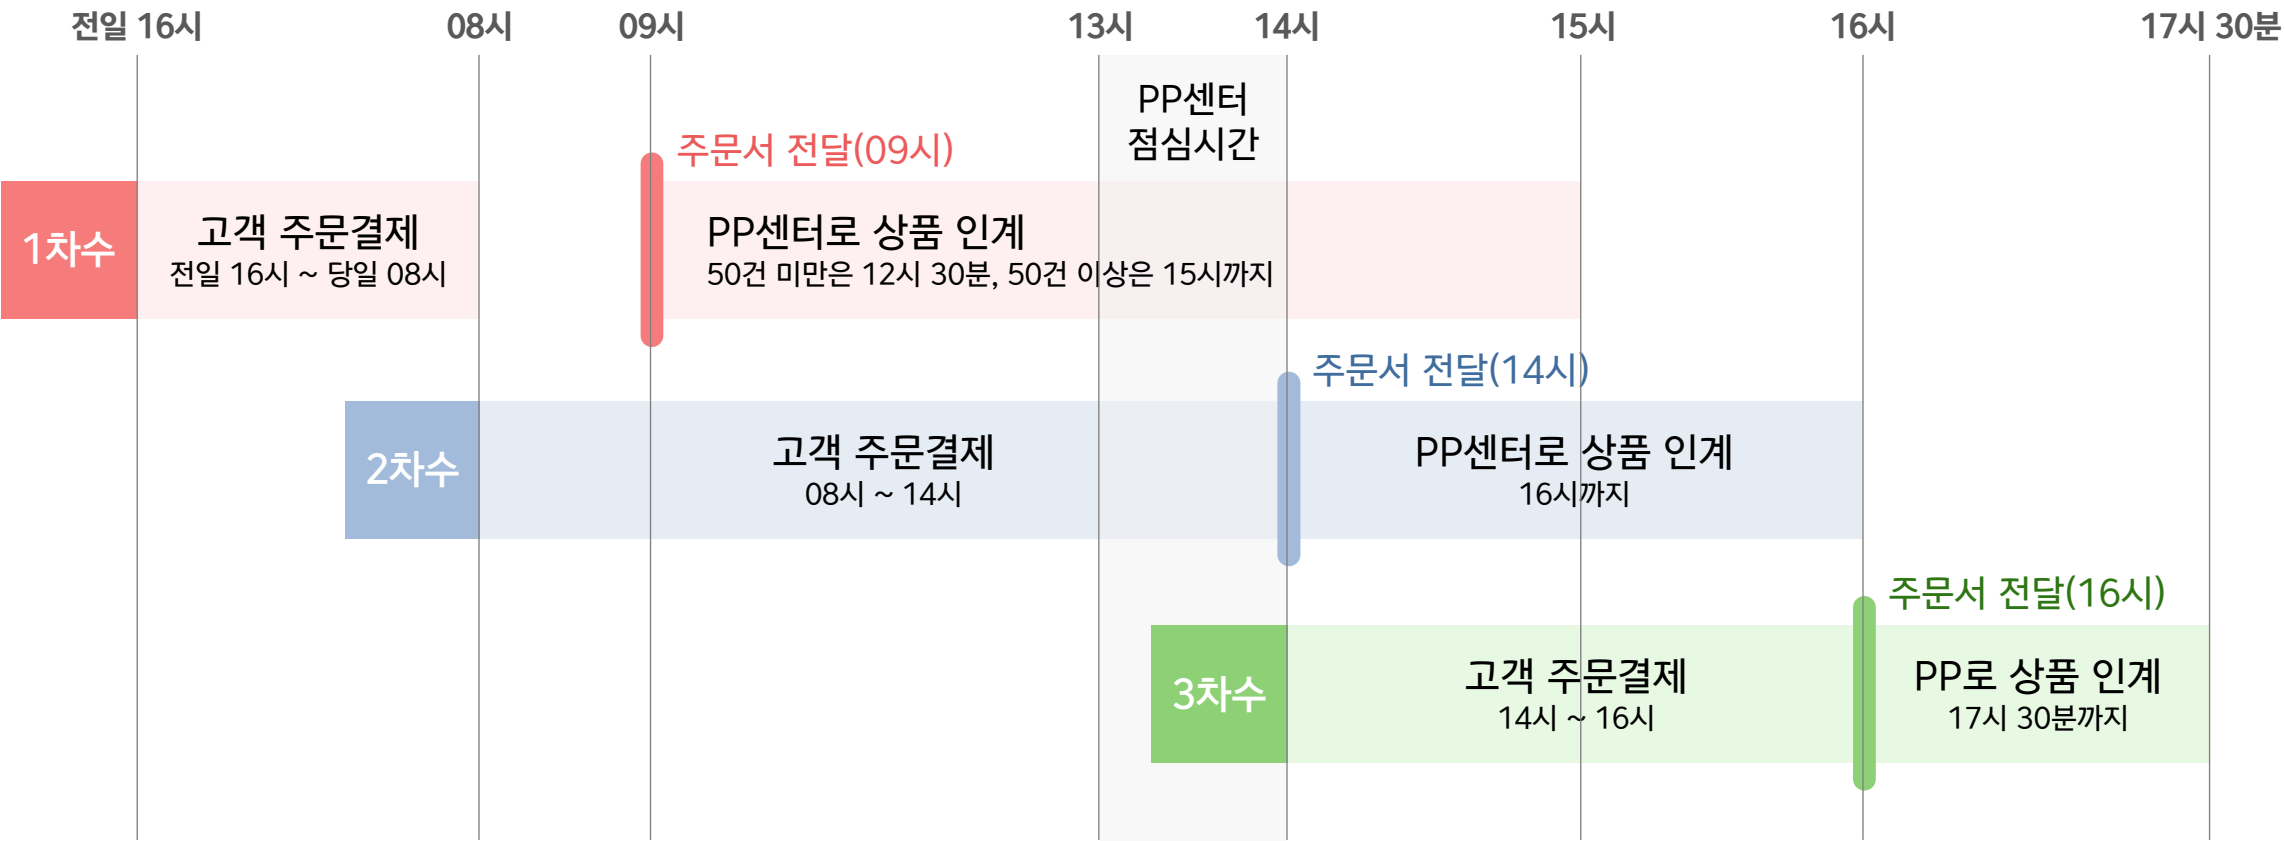 전일 16시
08시
09시
13시
14시
15시
16시
17시 30분
PP센터
점심시간
주문서 전달(09시)
1차수
고객 주문결제
전일 16시 ~ 당일 08시
PP센터로 상품 인계
50건 미만은 12시 30분, 50건 이상은 15시까지
주문서 전달(14시)
2차수
고객 주문결제
08시 ~ 14시
PP센터로 상품 인계
16시까지
주문서 전달(16시)
3차수
고객 주문결제
14시 ~ 16시
PP로 상품 인계
17시 30분까지